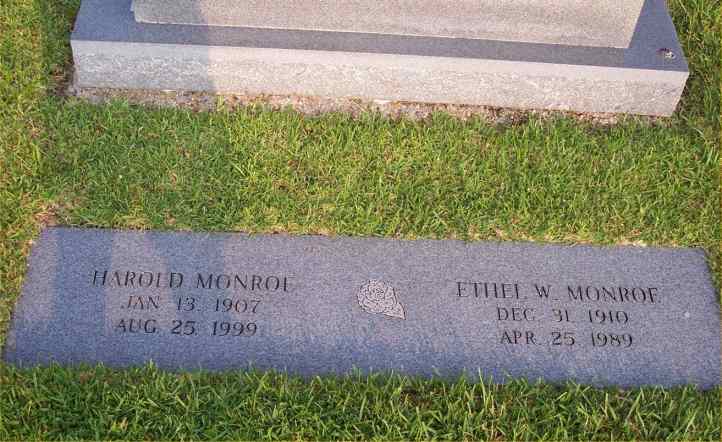 HAROLD MONROE
JAN 13, 1907
AUG. 25, 1999
ETHEL W. MONROE
DEC. 31, 1910
APR. 25, 1989